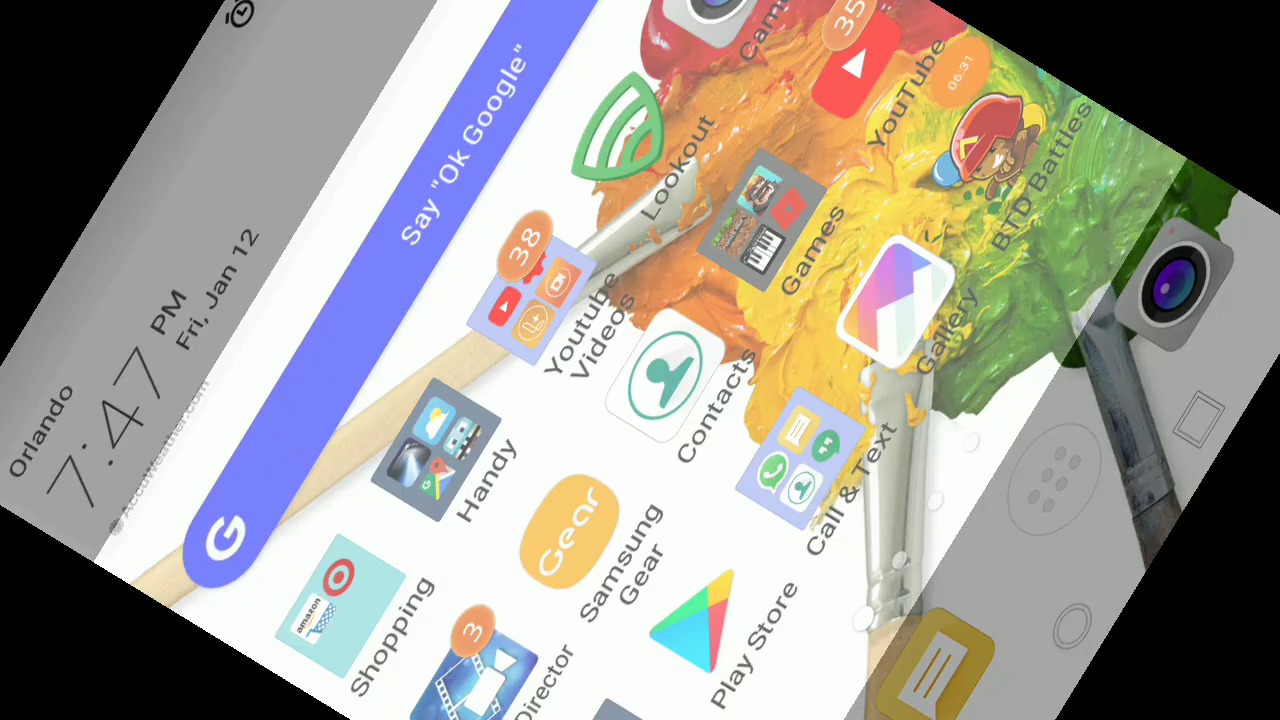 Orlando
7:47 PM
Fri, Jan 12
AccuWeather.com
G Say "Ok Google"
amazon
Shopping
Handy
38
Youtube
Videos
Lookout
3
Director
Gear
Samsung
Gear
Contacts
Games
35
YouTube
Play Store
Call & Text
Gallery
06:31
BTD Battles